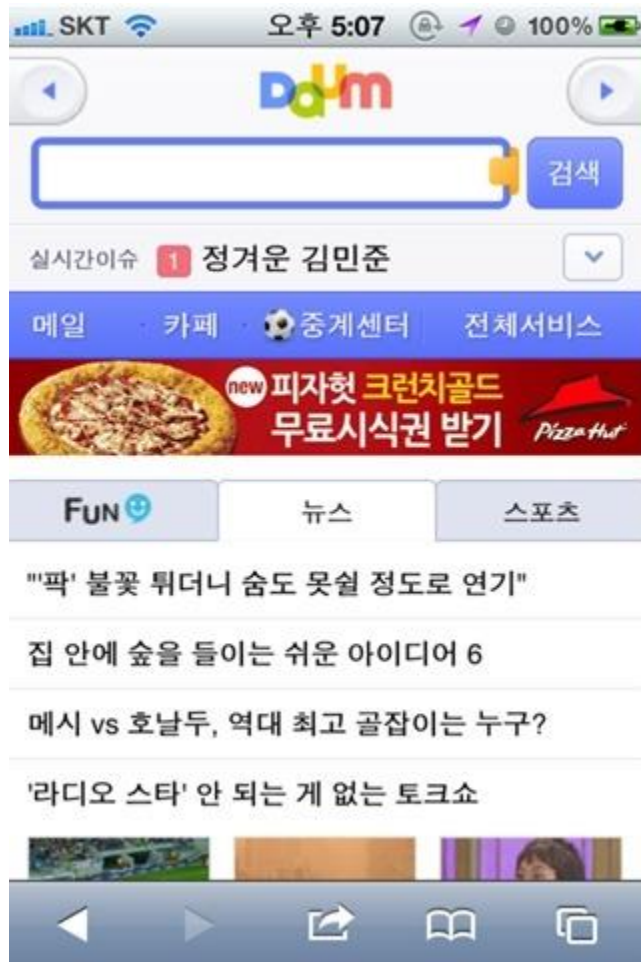 SKT 오후 5:07 100%
Daum
검색
실시간이슈 1 정겨운 김민준
메일 카페 중계센터 전체서비스
new 피자헛 크런치골드
무료시식권 받기 Pizza Hut
FUN 뉴스 스포츠
"'팍' 불꽃 튀더니 숨도 못쉴 정도로 연기"
집 안에 숲을 들이는 쉬운 아이디어 6
메시 vs 호날두, 역대 최고 골잡이는 누구?
'라디오 스타' 안 되는 게 없는 토크쇼